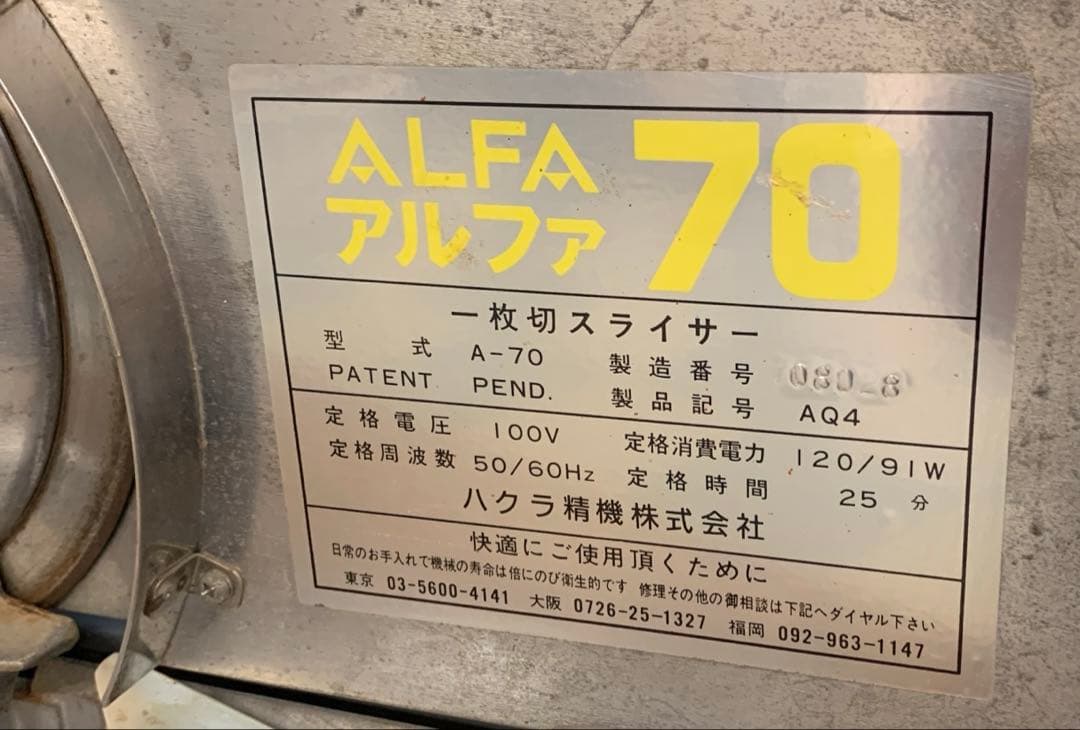 ALFA
アルファ 70
一枚切スライサー
型式 A-70 製造番号 080_8
PATENT PEND. 製品記号 AQ4
定格電圧 100V 定格消費電力 120/91W
定格周波数 50/60Hz 定格時間 25分
ハクラ精機株式会社
快適にご使用頂くために
日常のお手入れで機械の寿命は倍にのび衛生的です 修理その他の御相談は下記へダイヤル下さい
東京 03-5600-4141 大阪 0726-25-1327 福岡 092-963-1147